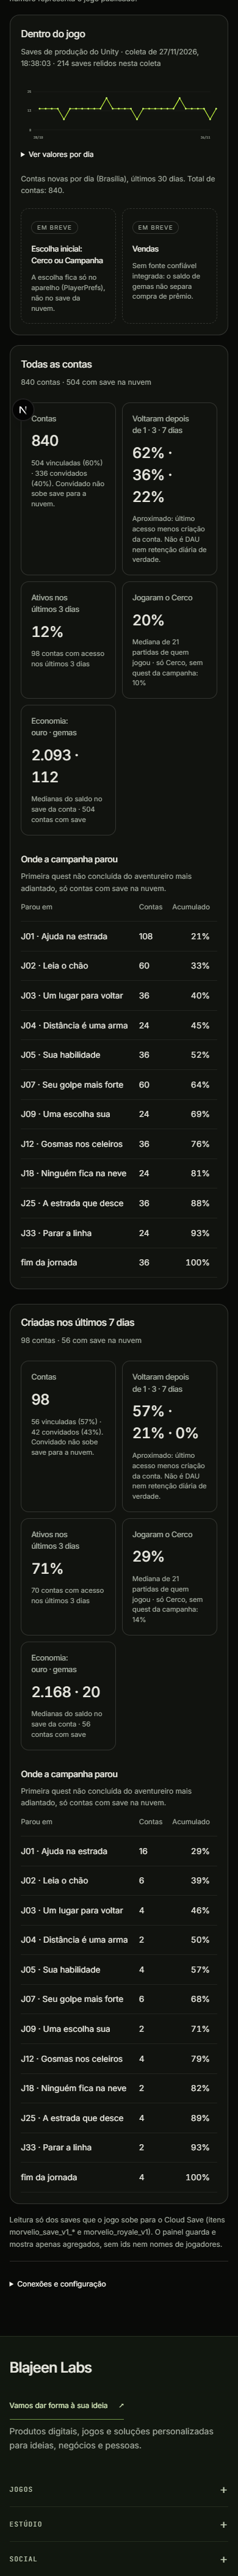 Dentro do jogo
Saves de produção do Unity · coleta de 27/11/2026,
18:38:03 · 214 saves relidos nesta coleta
Ver valores por dia
Contas novas por dia (Brasília), últimos 30 dias. Total de
contas: 840.
EM BREVE
Escolha inicial:
Cerco ou Campanha
A escolha fica só no
aparelho (PlayerPrefs),
não no save da
nuvem.
EM BREVE
Vendas
Sem fonte confiável
integrada: o saldo de
gemas não separa
compra de prêmio.
Todas as contas
840 contas · 504 com save na nuvem
N
Contas
840
504 vinculadas (60%)
· 336 convidados
(40%). Convidado não
sobe save para a
nuvem.
Voltaram depois
de 1 · 3 · 7 dias
62% ·
36% ·
22%
Aproximado: último
acesso menos criação
da conta. Não é DAU
nem retenção diária de
verdade.
Ativos nos
últimos 3 dias
12%
98 contas com acesso
nos últimos 3 dias
Jogaram o Cerco
20%
Mediana de 21
partidas de quem
jogou · só Cerco, sem
quest da campanha:
10%
Economia:
ouro · gemas
2.093 ·
112
Medianas do saldo no
save da conta · 504
contas com save
Onde a campanha parou
Primeira quest não concluída do aventureiro mais
adiantado, só contas com save na nuvem.
Parou em Contas Acumulado
J01 · Ajuda na estrada 108 21%
J02 · Leia o chão 60 33%
J03 · Um lugar para voltar 36 40%
J04 · Distância é uma arma 24 45%
J05 · Sua habilidade 36 52%
J07 · Seu golpe mais forte 60 64%
J09 · Uma escolha sua 24 69%
J12 · Gosmas nos celeiros 36 76%
J18 · Ninguém fica na neve 24 81%
J25 · A estrada que desce 36 88%
J33 · Parar a linha 24 93%
fim da jornada 36 100%
Criadas nos últimos 7 dias
98 contas · 56 com save na nuvem
Contas
98
56 vinculadas (57%) ·
42 convidados (43%).
Convidado não sobe
save para a nuvem.
Voltaram depois
de 1 · 3 · 7 dias
57% ·
21% · 0%
Aproximado: último
acesso menos criação
da conta. Não é DAU
nem retenção diária de
verdade.
Ativos nos
últimos 3 dias
71%
70 contas com acesso
nos últimos 3 dias
Jogaram o Cerco
29%
Mediana de 21
partidas de quem
jogou · só Cerco, sem
quest da campanha:
14%
Economia:
ouro · gemas
2.168 · 20
Medianas do saldo no
save da conta · 56
contas com save
Onde a campanha parou
Primeira quest não concluída do aventureiro mais
adiantado, só contas com save na nuvem.
Parou em Contas Acumulado
J01 · Ajuda na estrada 16 29%
J02 · Leia o chão 6 39%
J03 · Um lugar para voltar 4 46%
J04 · Distância é uma arma 2 50%
J05 · Sua habilidade 4 57%
J07 · Seu golpe mais forte 6 68%
J09 · Uma escolha sua 2 71%
J12 · Gosmas nos celeiros 4 79%
J18 · Ninguém fica na neve 2 82%
J25 · A estrada que desce 4 89%
J33 · Parar a linha 2 93%
fim da jornada 4 100%
Leitura só dos saves que o jogo sobe para o Cloud Save (itens
morvelio_save_v1_* e morvelio_royale_v1). O painel guarda e
mostra apenas agregados, sem ids nem nomes de jogadores.
Conexões e configuração
Blajeen Labs
Vamos dar forma à sua ideia ↗
Produtos digitais, jogos e soluções personalizadas
para ideias, negócios e pessoas.
JOGOS +
ESTÚDIO +
SOCIAL +